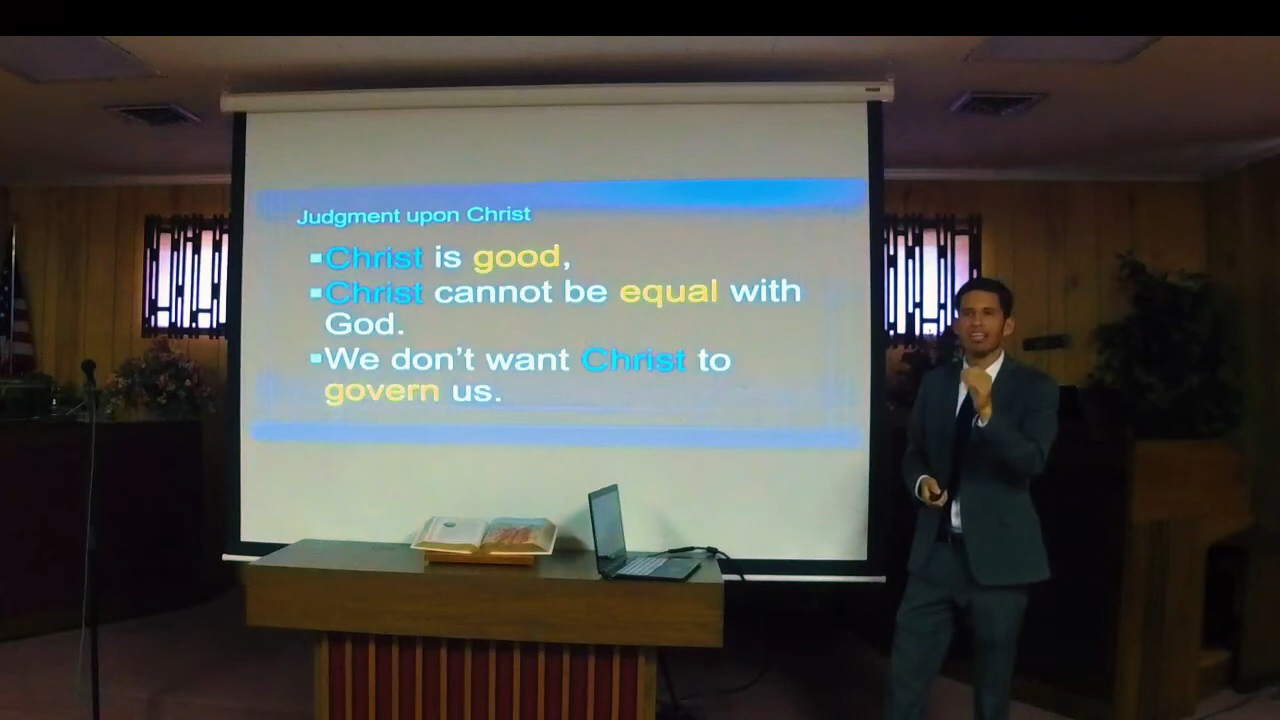 Judgment upon Christ
▪Christ is good,
▪Christ cannot be equal with
God.
▪We don't want Christ to
govern us.